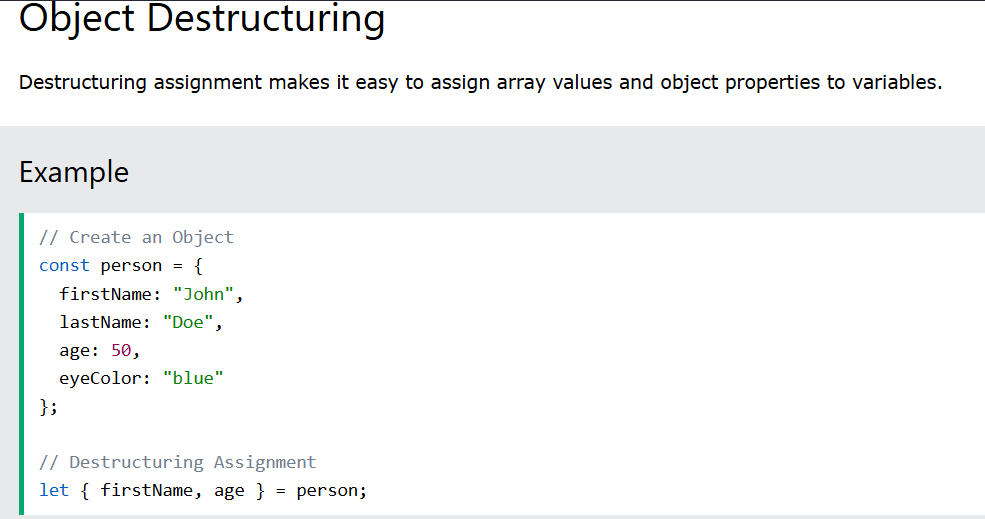 Object Destructuring
Destructuring assignment makes it easy to assign array values and object properties to variables.
Example
// Create an Object
const person = {
  firstName: "John",
  lastName: "Doe",
  age: 50,
  eyeColor: "blue"
};

// Destructuring Assignment
let { firstName, age } = person;